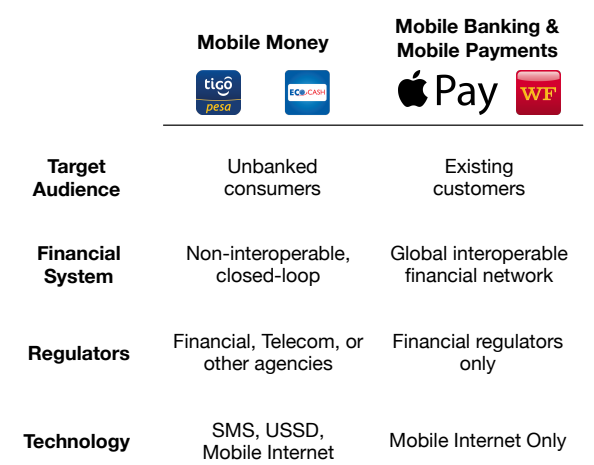 Mobile Money
Mobile Banking &
Mobile Payments
tigo
pesa
ECO CASH
Pay
WF
Target
Audience
Unbanked
consumers
Existing
customers
Financial
System
Non-interoperable,
closed-loop
Global interoperable
financial network
Regulators
Financial, Telecom, or
other agencies
Financial regulators
only
Technology
SMS, USSD,
Mobile Internet
Mobile Internet Only